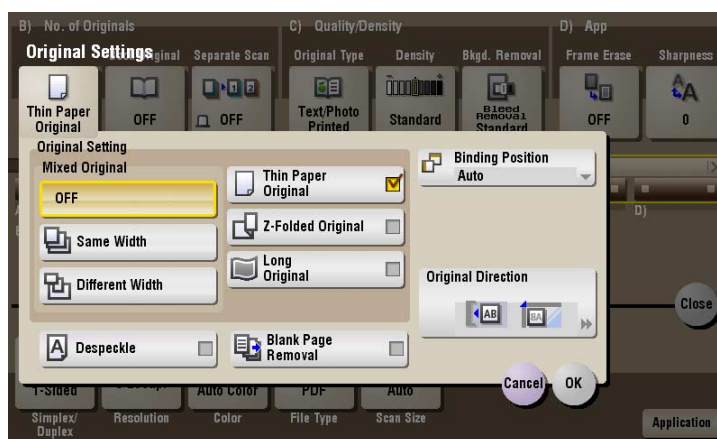 B) No. of Originals
C) Quality/Density
D) App
Original Settings
Original
Separate Scan
Original Type
Density
Bkgd. Removal
Frame Erase
Sharpness
Thin Paper
Original
OFF
OFF
Text/Photo
Printed
Standard
Bleed
Removal
Standard
OFF
0
Original Setting
Mixed Original
OFF
Same Width
Different Width
Thin Paper
Original
Z-Folded Original
Long
Original
Binding Position
Auto
Original Direction
AB
AB
D)
Close
A Despeckle
Blank Page
Removal
Cancel
OK
1-Sided
Auto Color
PDF
Auto
Simplex/
Duplex
Resolution
Color
File Type
Scan Size
Application